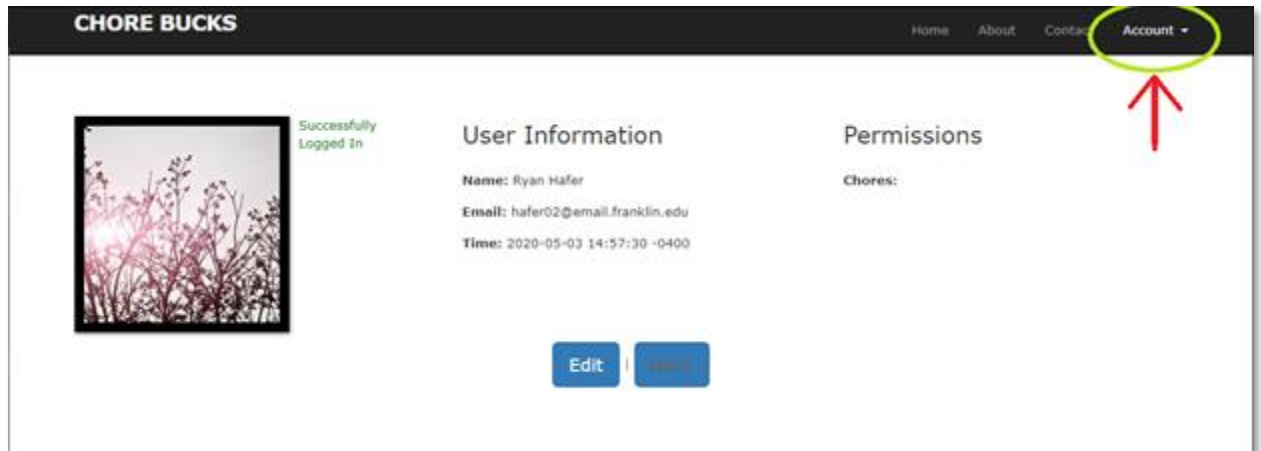 CHORE BUCKS
Home About Contac Account
Successfully
Logged In
User Information
Permissions
Name: Ryan Hafer
Chores:
Email: hafer02@email.franklin.edu
Time: 2020-05-03 14:57:30 -0400
Edit |